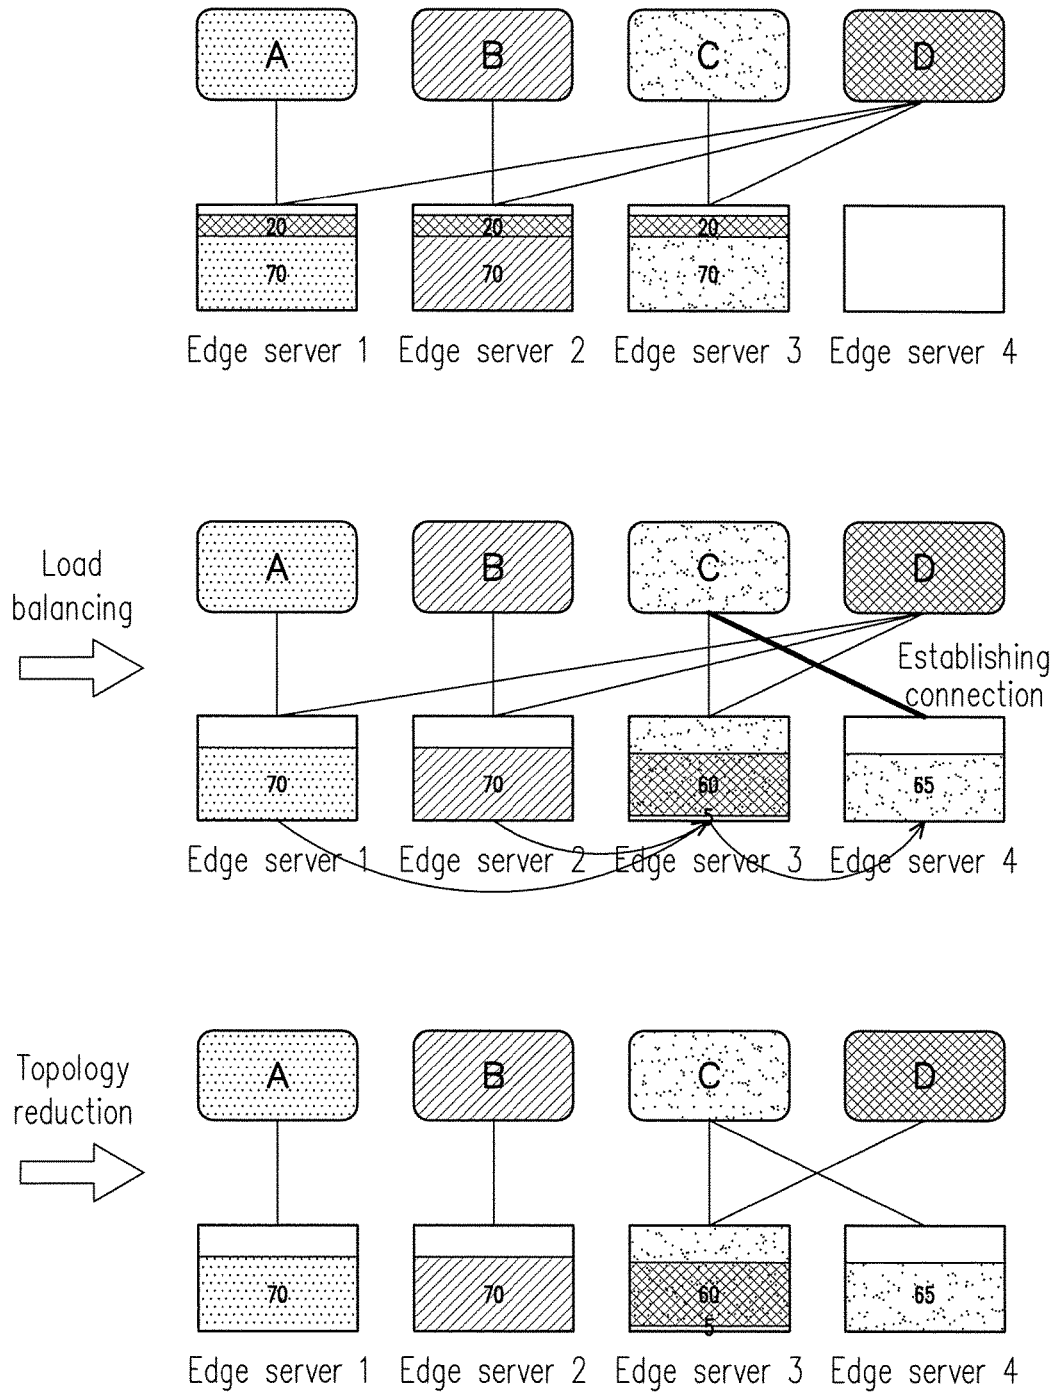 A B C D
20 20 20
70 70 70
Edge server 1 Edge server 2 Edge server 3 Edge server 4
Load
balancing
A B C D
Establishing
connection
70 70 60 65
5
Edge server 1 Edge server 2 Edge server 3 Edge server 4
Topology
reduction
A B C D
70 70 60 65
5
Edge server 1 Edge server 2 Edge server 3 Edge server 4